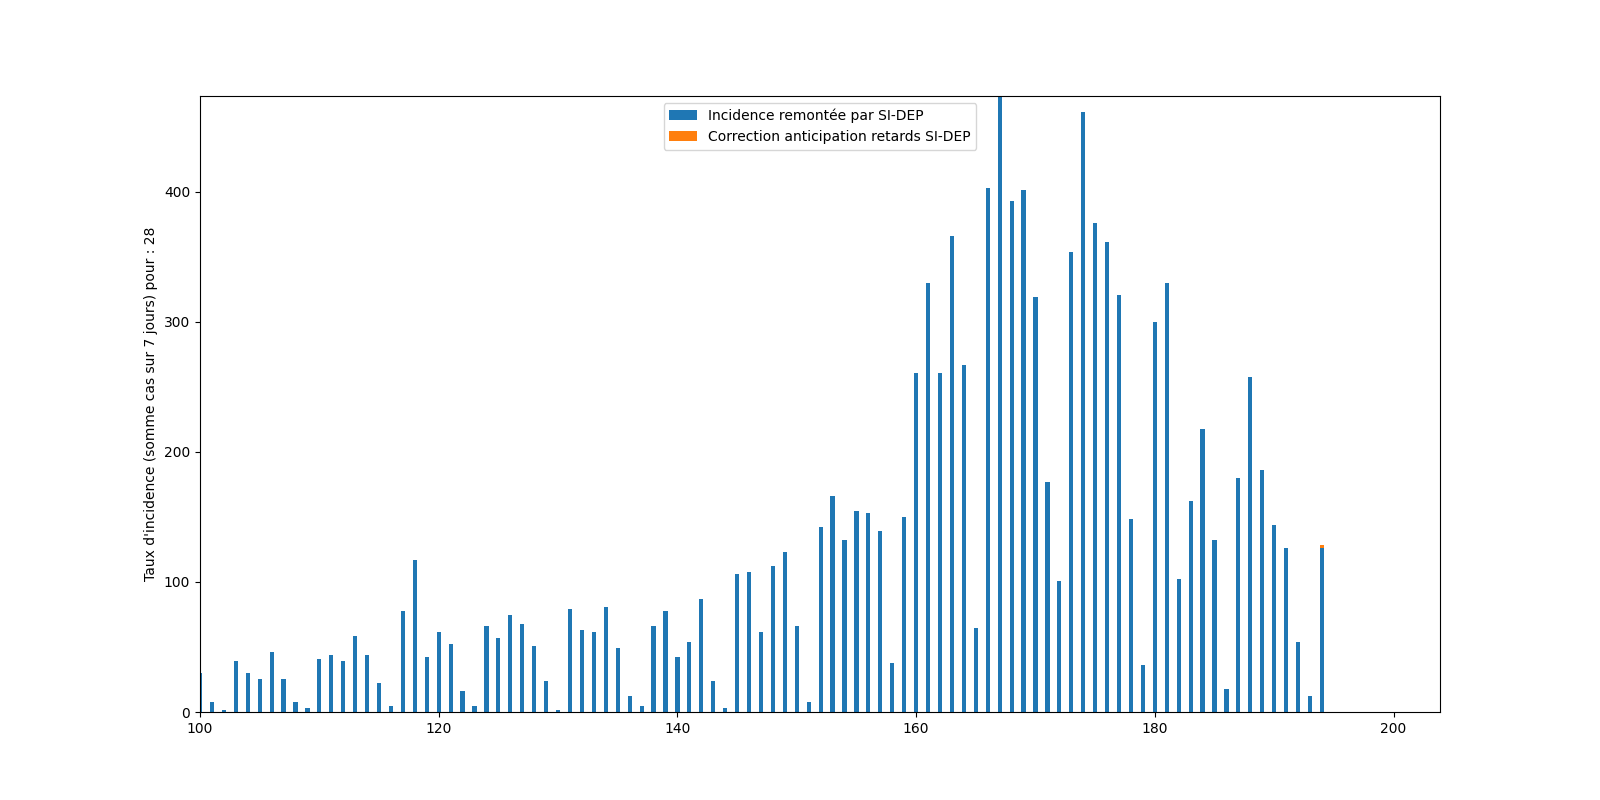 Incidence remontée par SI-DEP
Correction anticipation retards SI-DEP
Taux d'incidence (somme cas sur 7 jours) pour : 28
400
300
200
100
0
100 120 140 160 180 200